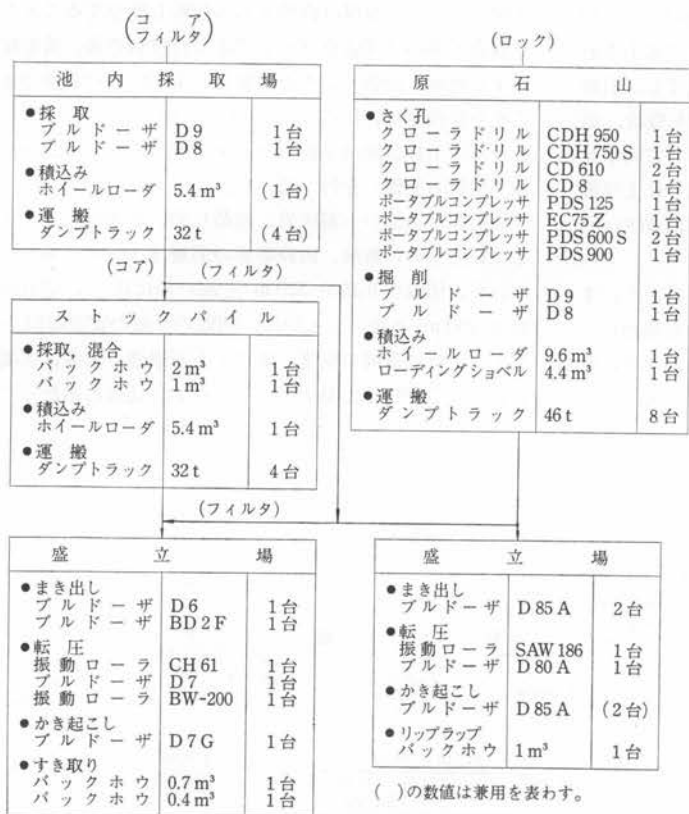 (コア
フィルタ)
池内採取場
●採取
ブルドーザ D9 1台
ブルドーザ D8 1台
●積込み
ホイールローダ 5.4m³ (1台)
●運搬
ダンプトラック 32t (4台)
(コア) (フィルタ)
ストックパイル
●採取,混合
バックホウ 2m³ 1台
バックホウ 1m³ 1台
●積込み
ホイールローダ 5.4m³ 1台
●運搬
ダンプトラック 32t 4台
(フィルタ)
盛立場
●まき出し
ブルドーザ D6 1台
ブルドーザ BD2F 1台
●転圧
振動ローラ CH61 1台
ブルドーザ D7 1台
振動ローラ BW-200 1台
●かき起こし
ブルドーザ D7G 1台
●すき取り
バックホウ 0.7m³ 1台
バックホウ 0.4m³ 1台
(ロック)
原石山
●さく孔
クローラドリル CDH950 1台
クローラドリル CDH750S 1台
クローラドリル CD610 2台
クローラドリル CD8 1台
ポータブルコンプレッサ PDS125 1台
ポータブルコンプレッサ EC75Z 1台
ポータブルコンプレッサ PDS600S 2台
ポータブルコンプレッサ PDS900 1台
●掘削
ブルドーザ D9 1台
ブルドーザ D8 1台
●積込み
ホイールローダ 9.6m³ 1台
ローディングショベル 4.4m³ 1台
●運搬
ダンプトラック 46t 8台
盛立場
●まき出し
ブルドーザ D85A 2台
●転圧
振動ローラ SAW186 1台
ブルドーザ D80A 1台
●かき起こし
ブルドーザ D85A (2台)
●リップラップ
バックホウ 1m³ 1台
( )の数値は兼用を表わす。